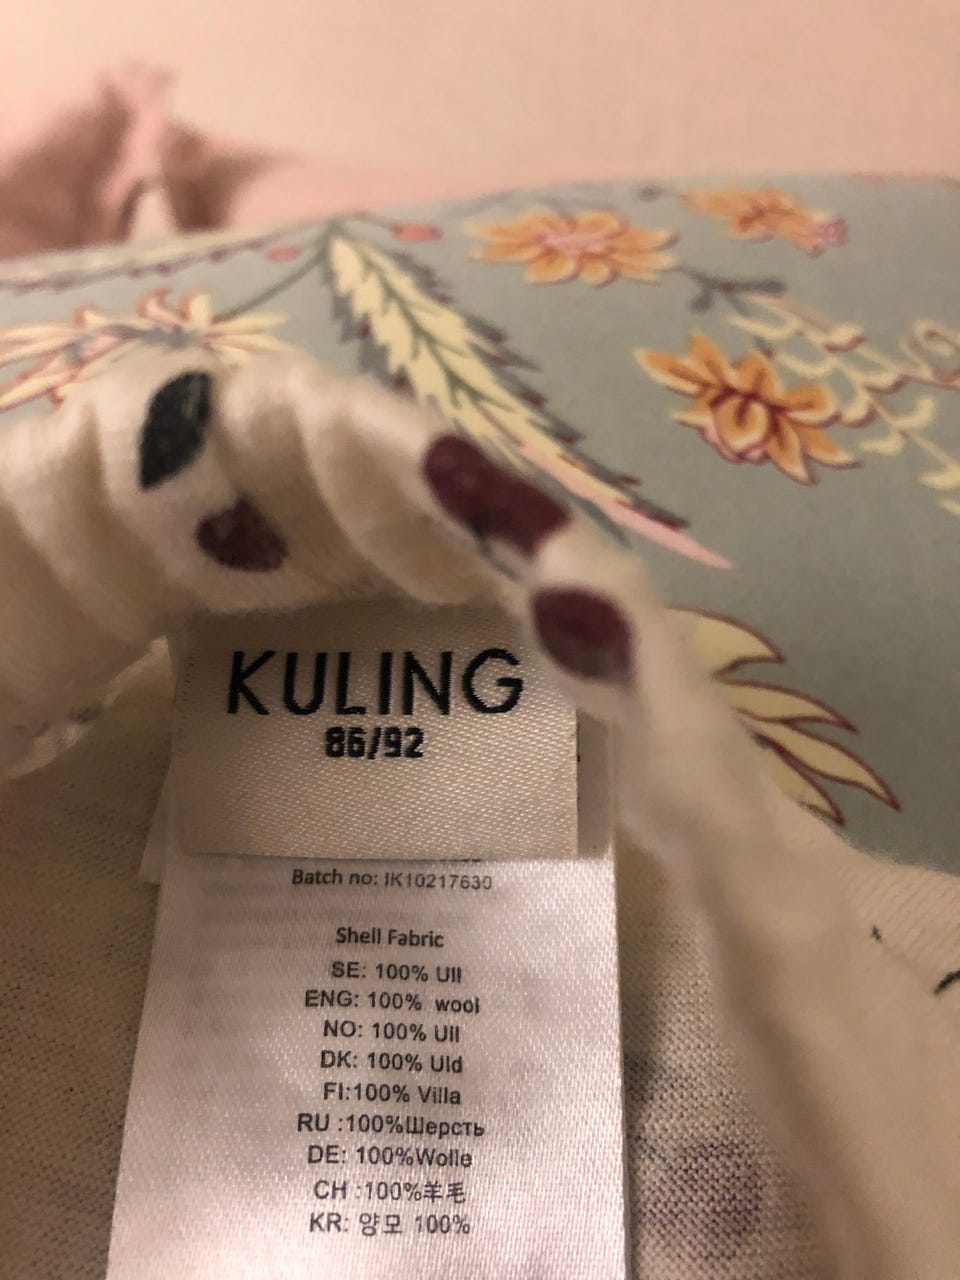 KULING
86/92
Batch no: IK10217630
Shell Fabric
SE: 100% Ull
ENG: 100% wool
NO: 100% Ull
DK: 100% Uld
FI:100% Villa
RU :100%Шерсть
DE: 100%Wolle
CH :100%羊毛
KR: 양모 100%